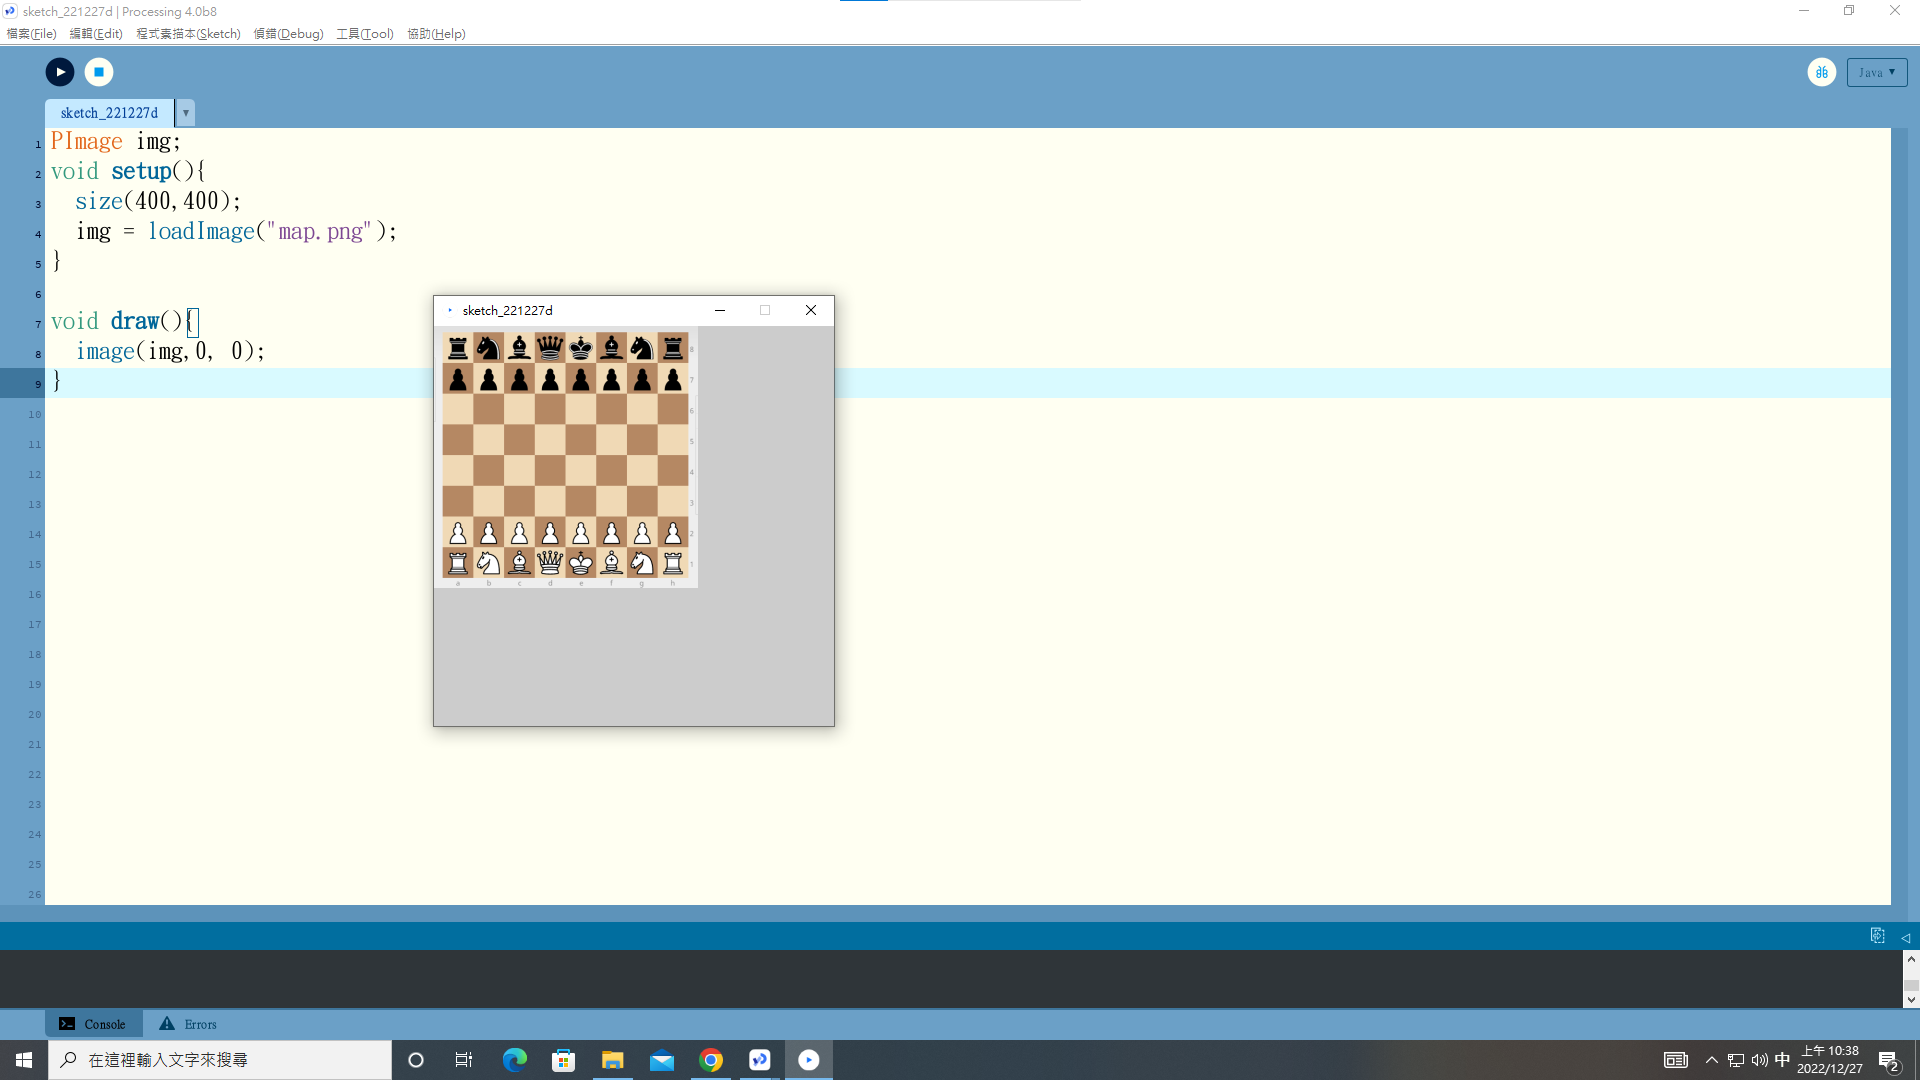 sketch_221227d | Processing 4.0b8
檔案(File) 編輯(Edit) 程式素描本(Sketch) 偵錯(Debug) 工具(Tool) 協助(Help)
Java ▼
sketch_221227d ▼
1 PImage img;
2 void setup(){
3 size(400,400);
4 img = loadImage("map.png");
5 }
6
7 void draw(){
8 image(img,0, 0);
9 }
10
11
12
13
14
15
16
17
18
19
20
21
22
23
24
25
26
sketch_221227d
8
7
6
5
4
3
2
1
a b c d e f g h
Console Errors
在這裡輸入文字來搜尋
中
上午 10:38
2022/12/27
2